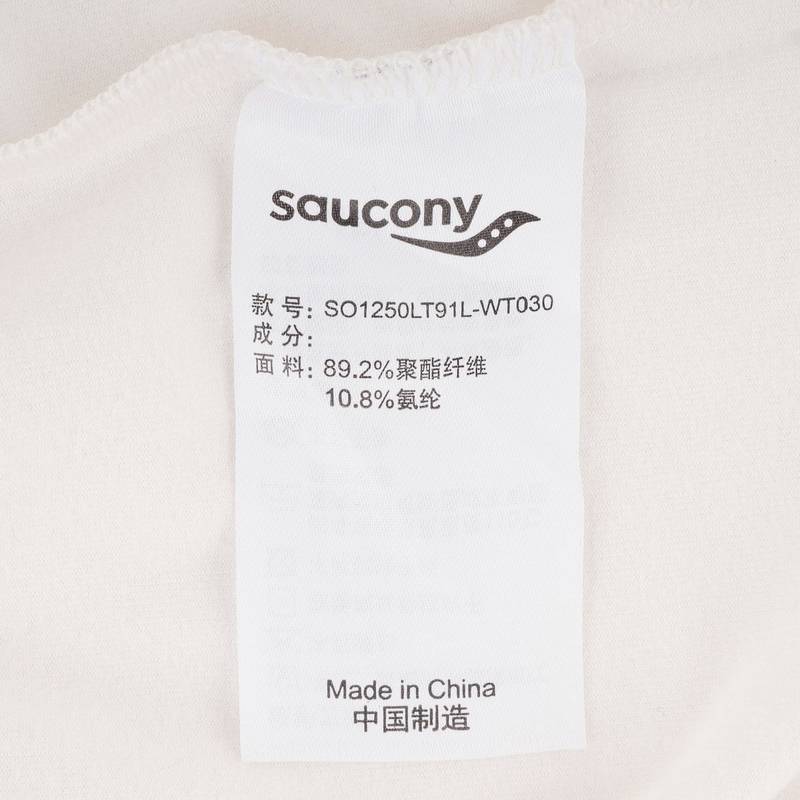 saucony
款号: SO1250LT91L-WT030
成分:
面料: 89.2%聚酯纤维
10.8%氨纶
Made in China
中国制造